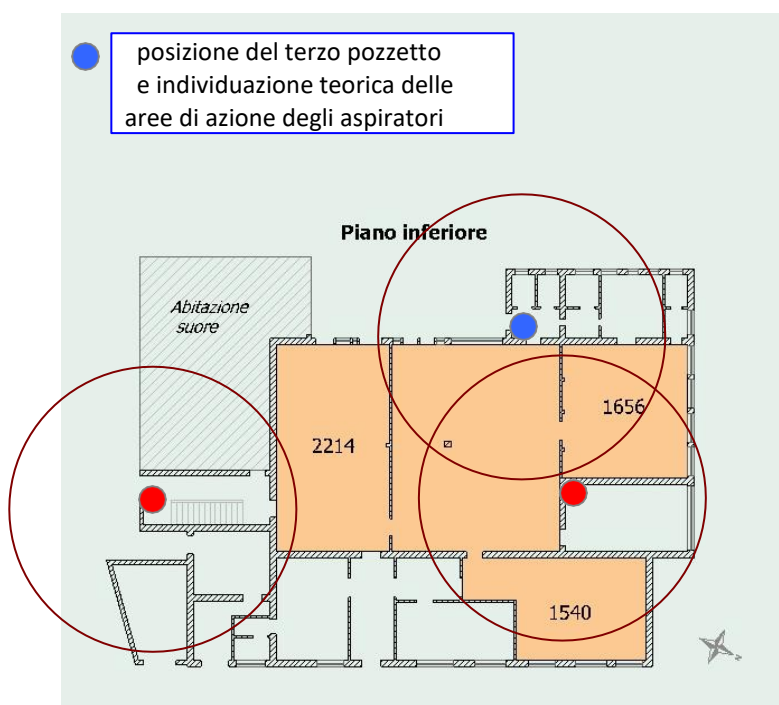 posizione del terzo pozzetto
e individuazione teorica delle
aree di azione degli aspiratori
Piano inferiore
Abitazione
suore
1656
2214
1540